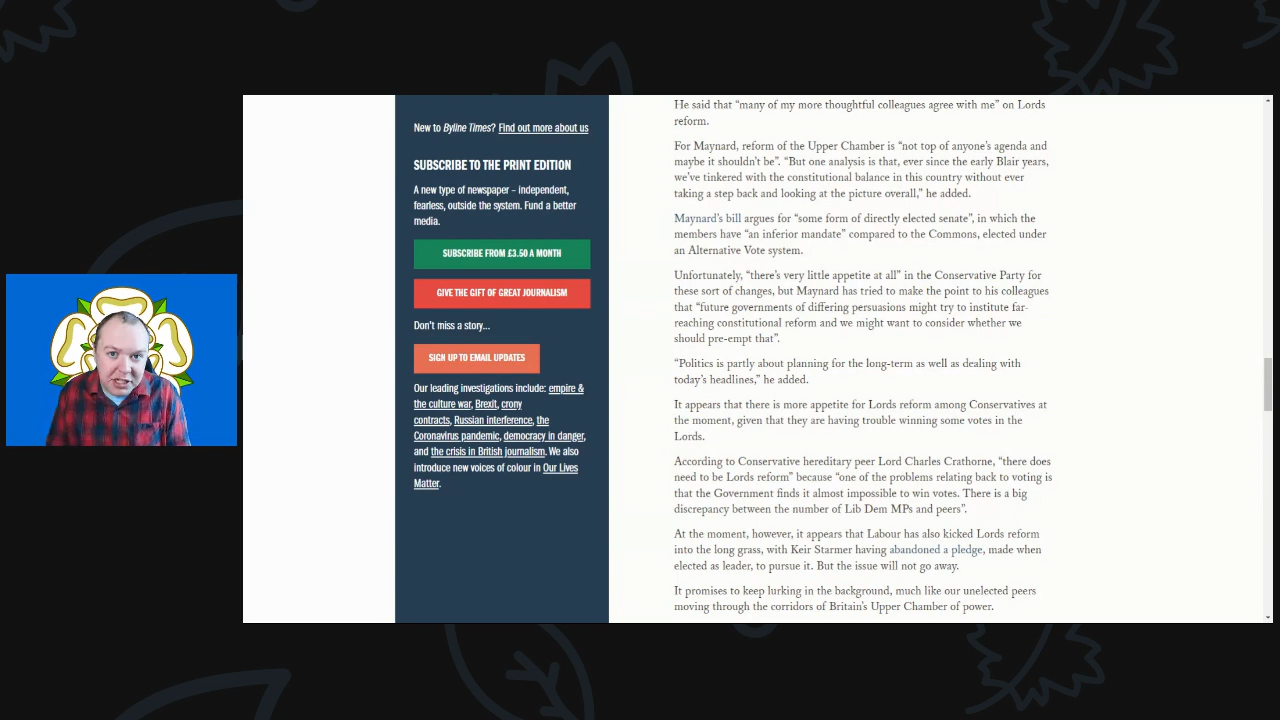 New to Byline Times? Find out more about us
SUBSCRIBE TO THE PRINT EDITION
A new type of newspaper – independent,
fearless, outside the system. Fund a better
media.
SUBSCRIBE FROM £3.50 A MONTH
GIVE THE GIFT OF GREAT JOURNALISM
Don't miss a story...
SIGN UP TO EMAIL UPDATES
Our leading investigations include: empire &
the culture war, Brexit, crony
contracts, Russian interference, the
Coronavirus pandemic, democracy in danger,
and the crisis in British journalism. We also
introduce new voices of colour in Our Lives
Matter.
He said that “many of my more thoughtful colleagues agree with me” on Lords
reform.
For Maynard, reform of the Upper Chamber is “not top of anyone’s agenda and
maybe it shouldn’t be”. “But one analysis is that, ever since the early Blair years,
we’ve tinkered with the constitutional balance in this country without ever
taking a step back and looking at the picture overall,” he added.
Maynard’s bill argues for “some form of directly elected senate”, in which the
members have “an inferior mandate” compared to the Commons, elected under
an Alternative Vote system.
Unfortunately, “there’s very little appetite at all” in the Conservative Party for
these sort of changes, but Maynard has tried to make the point to his colleagues
that “future governments of differing persuasions might try to institute far-
reaching constitutional reform and we might want to consider whether we
should pre-empt that”.
“Politics is partly about planning for the long-term as well as dealing with
today’s headlines,” he added.
It appears that there is more appetite for Lords reform among Conservatives at
the moment, given that they are having trouble winning some votes in the
Lords.
According to Conservative hereditary peer Lord Charles Crathorne, “there does
need to be Lords reform” because “one of the problems relating back to voting is
that the Government finds it almost impossible to win votes. There is a big
discrepancy between the number of Lib Dem MPs and peers”.
At the moment, however, it appears that Labour has also kicked Lords reform
into the long grass, with Keir Starmer having abandoned a pledge, made when
elected as leader, to pursue it. But the issue will not go away.
It promises to keep lurking in the background, much like our unelected peers
moving through the corridors of Britain’s Upper Chamber of power.